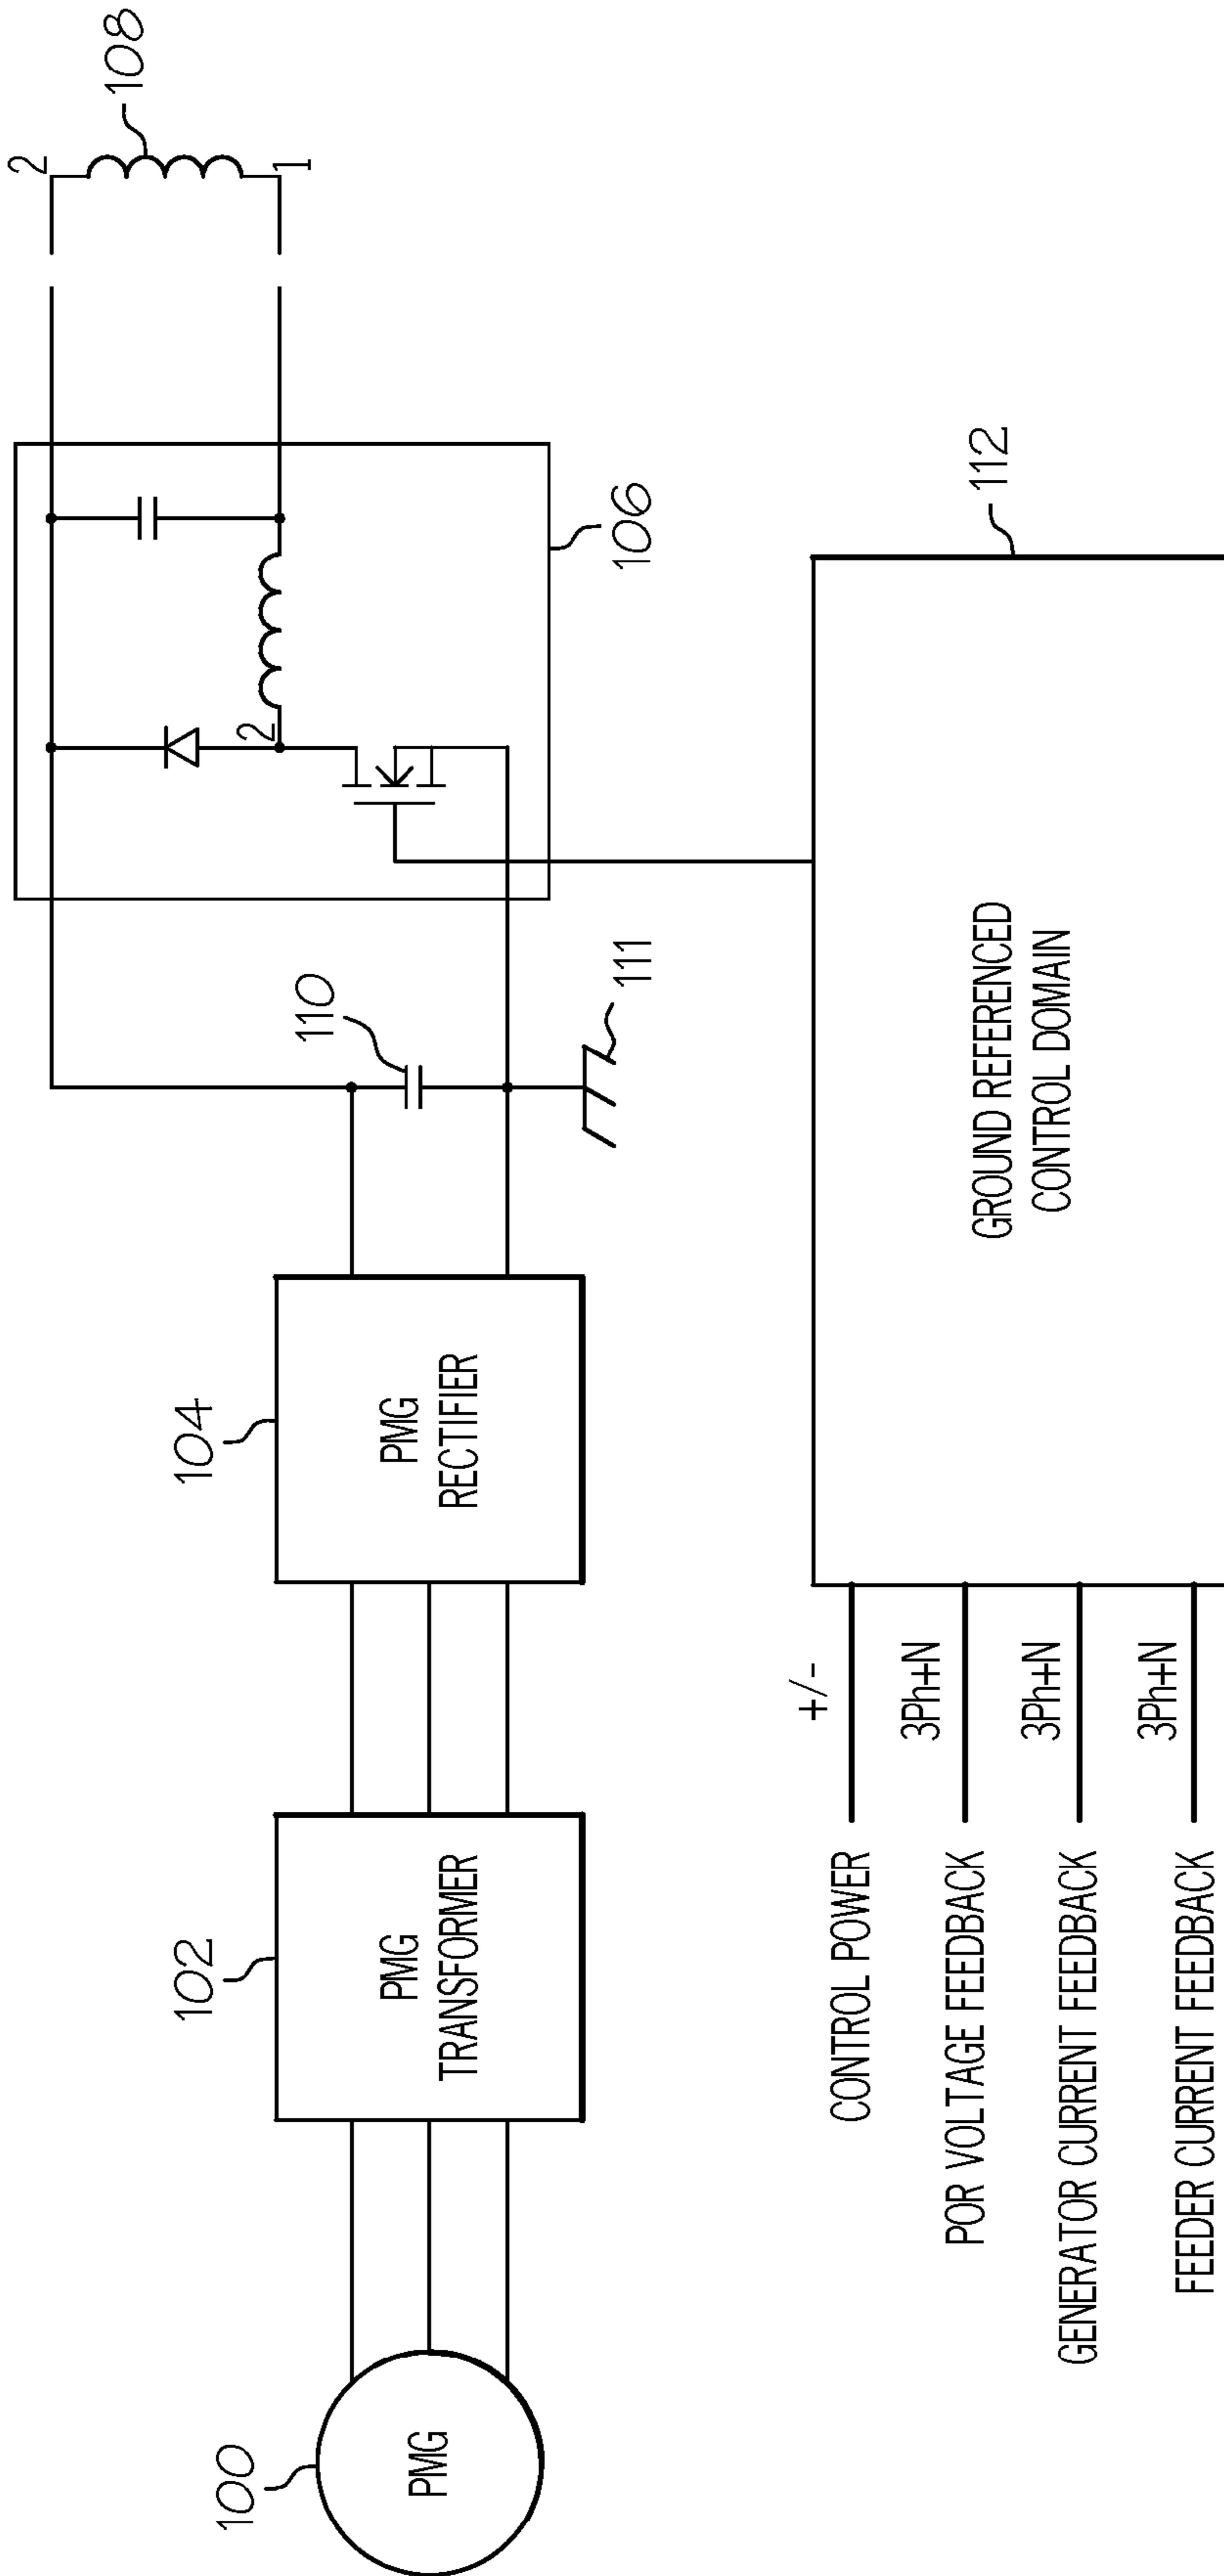 2
108
1
2
106
110
111
104
PMG
RECTIFIER
102
PMG
TRANSFORMER
100
PMG
112
GROUND REFERENCED
CONTROL DOMAIN
+/-
CONTROL POWER
3Ph+N
POR VOLTAGE FEEDBACK
3Ph+N
GENERATOR CURRENT FEEDBACK
3Ph+N
FEEDER CURRENT FEEDBACK